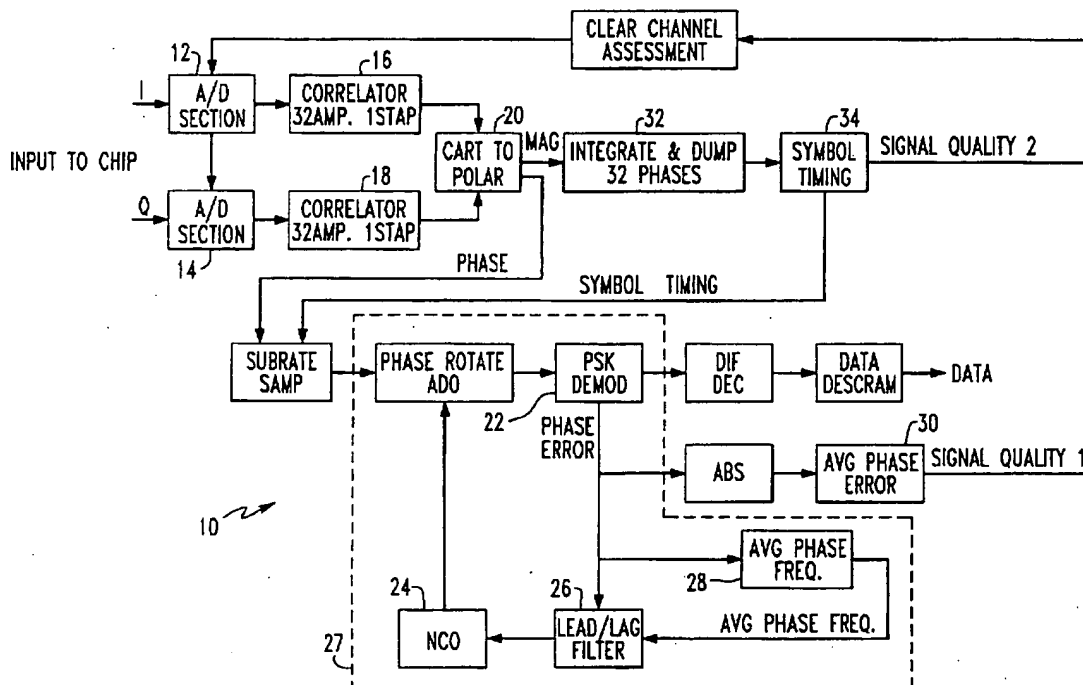 CLEAR CHANNEL
ASSESSMENT
12
I
A/D
SECTION
16
CORRELATOR
32AMP. 1STAP
20
CART TO
POLAR
MAG
32
INTEGRATE & DUMP
32 PHASES
34
SYMBOL
TIMING
SIGNAL QUALITY 2
INPUT TO CHIP
Q
A/D
SECTION
14
18
CORRELATOR
32AMP. 1STAP
PHASE
SYMBOL TIMING
SUBRATE
SAMP
PHASE ROTATE
ADO
PSK
DEMOD
22
DIF
DEC
DATA
DESCRAM
DATA
PHASE
ERROR
ABS
30
AVG PHASE
ERROR
SIGNAL QUALITY 1
10
AVG PHASE
FREQ.
28
24
NCO
26
LEAD/LAG
FILTER
AVG PHASE FREQ.
27